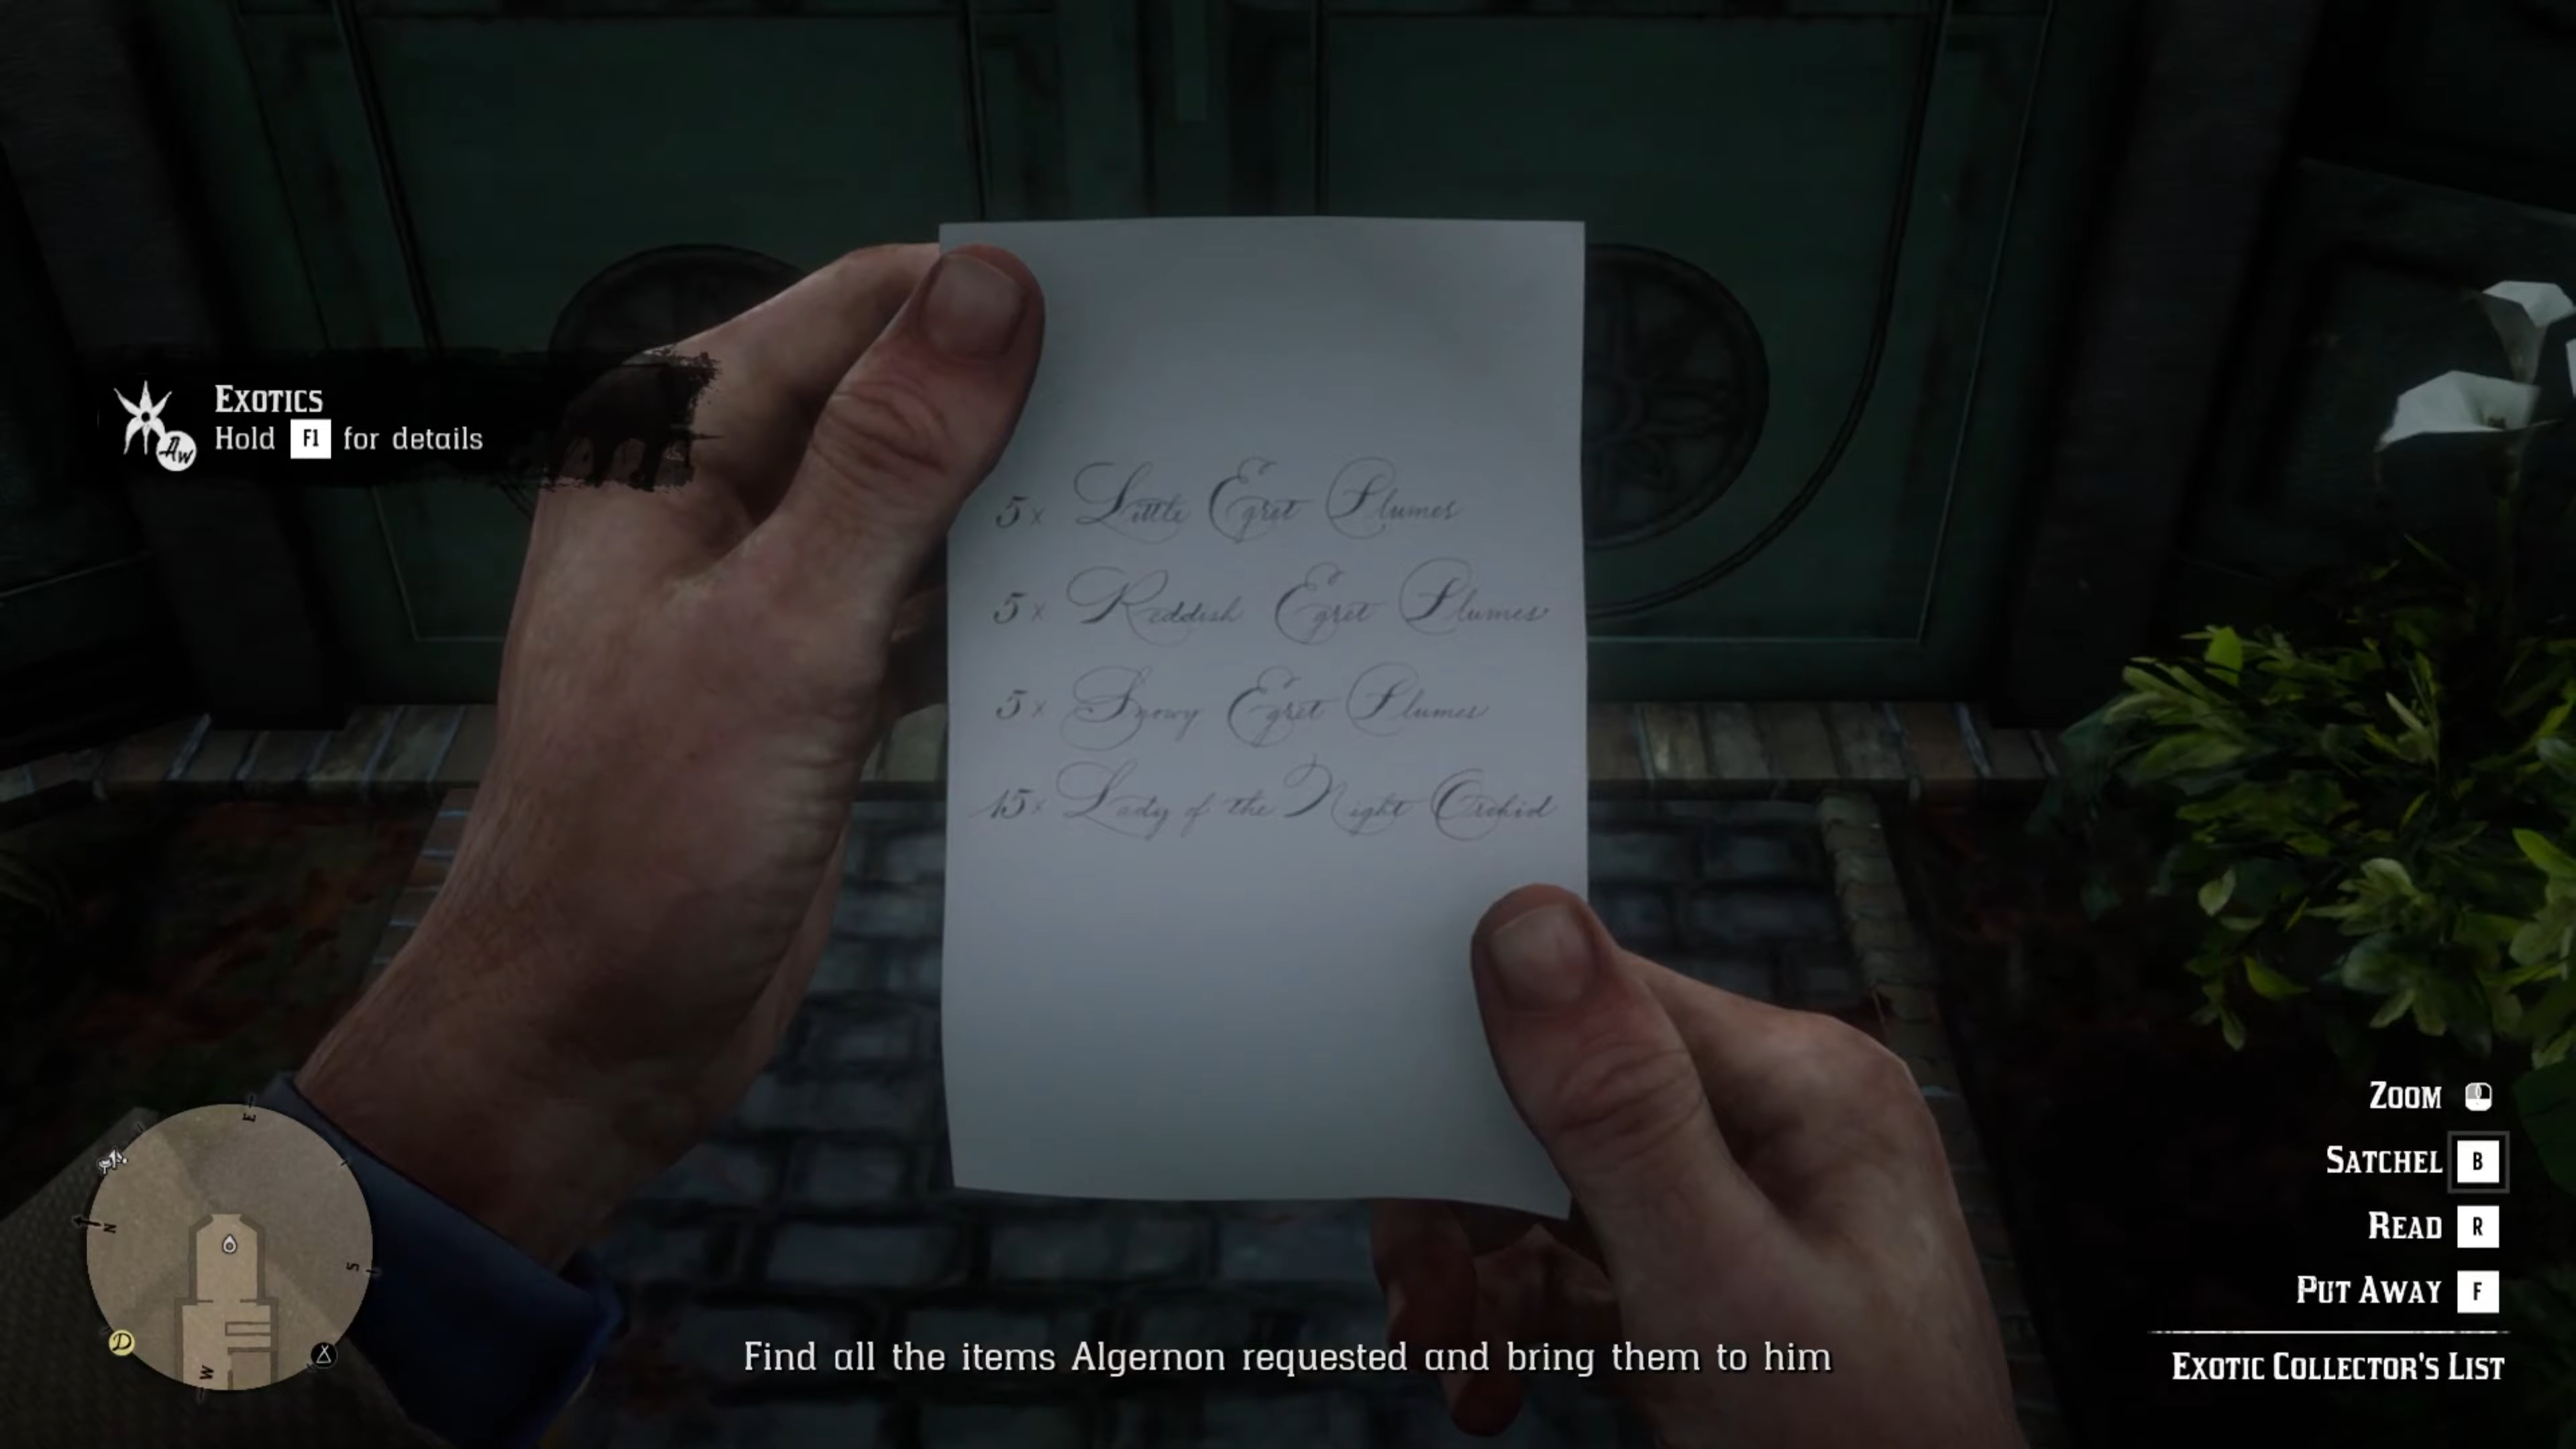 EXOTICS
Hold F1 for details
Aw
5x Little Egret Plumes
5x Reddish Egret Plumes
5x Snowy Egret Plumes
15x Lady of the Night Orchid
ZOOM
SATCHEL B
READ R
PUT AWAY F
E
N
S
W
D
Find all the items Algernon requested and bring them to him
EXOTIC COLLECTOR'S LIST